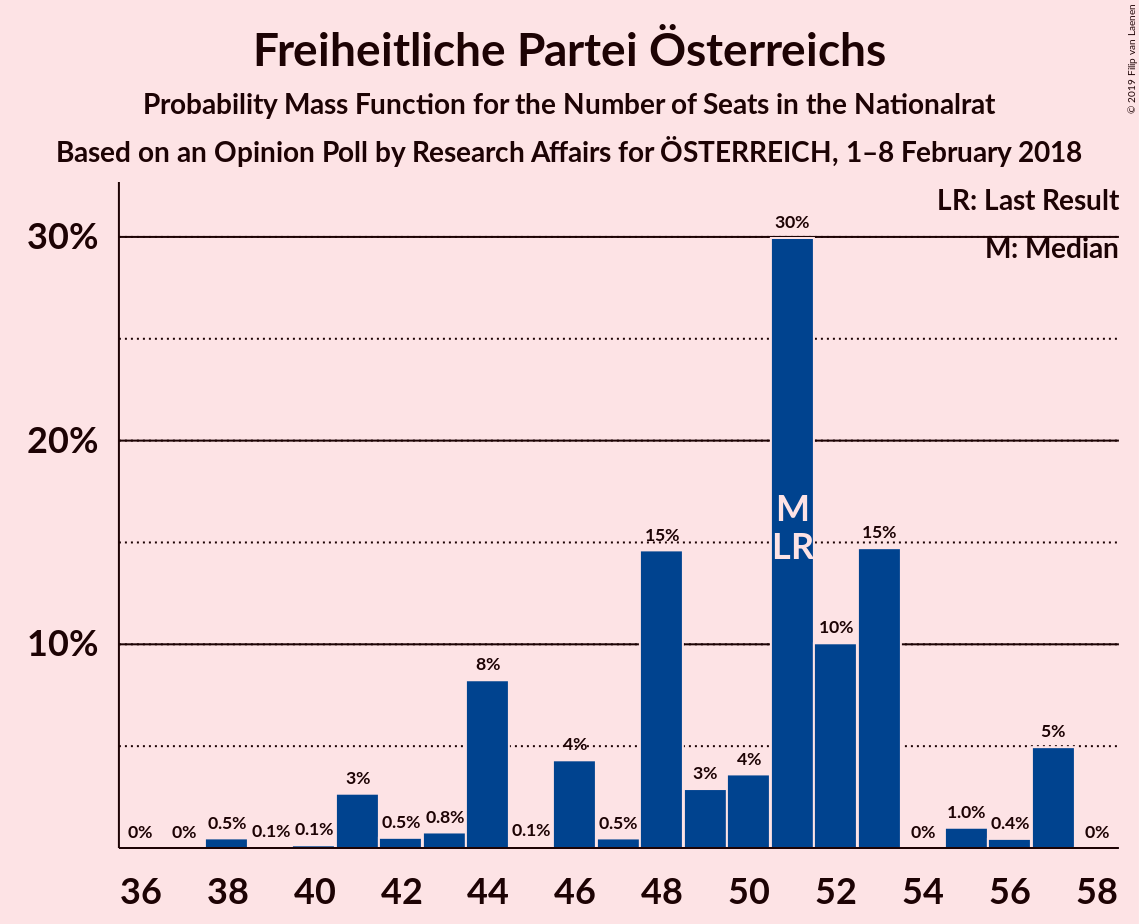 Freiheitliche Partei Österreichs
Probability Mass Function for the Number of Seats in the Nationalrat
Based on an Opinion Poll by Research Affairs for ÖSTERREICH, 1–8 February 2018
© 2019 Filip van Laenen
LR: Last Result
M: Median
30%
20%
10%
0% 0% 0.5% 0.1% 0.1% 3% 0.5% 0.8% 8% 0.1% 4% 0.5% 15% 3% 4% 30% 10% 15% 0% 1.0% 0.4% 5% 0%
M
LR
36 38 40 42 44 46 48 50 52 54 56 58